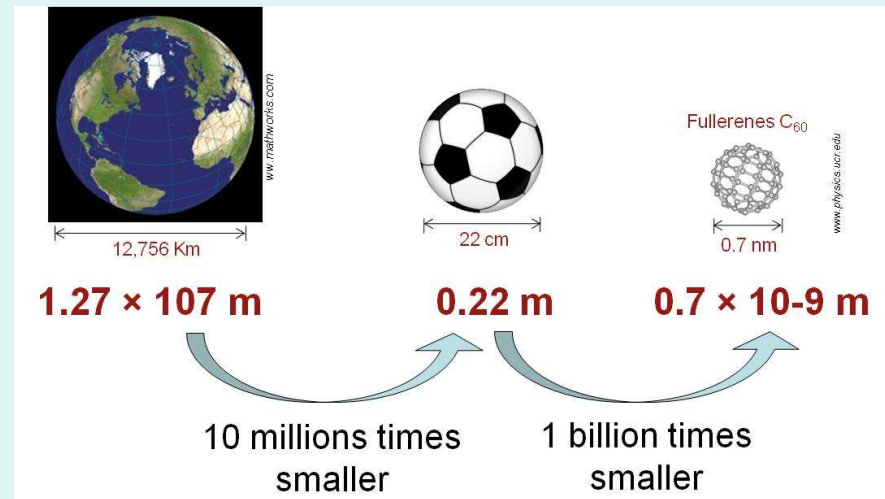 ww.mathworks.com
Fullerenes C60
www.physics.ucr.edu
12,756 Km
22 cm
0.7 nm
1.27 × 107 m
0.22 m
0.7 × 10-9 m
10 millions times
smaller
1 billion times
smaller